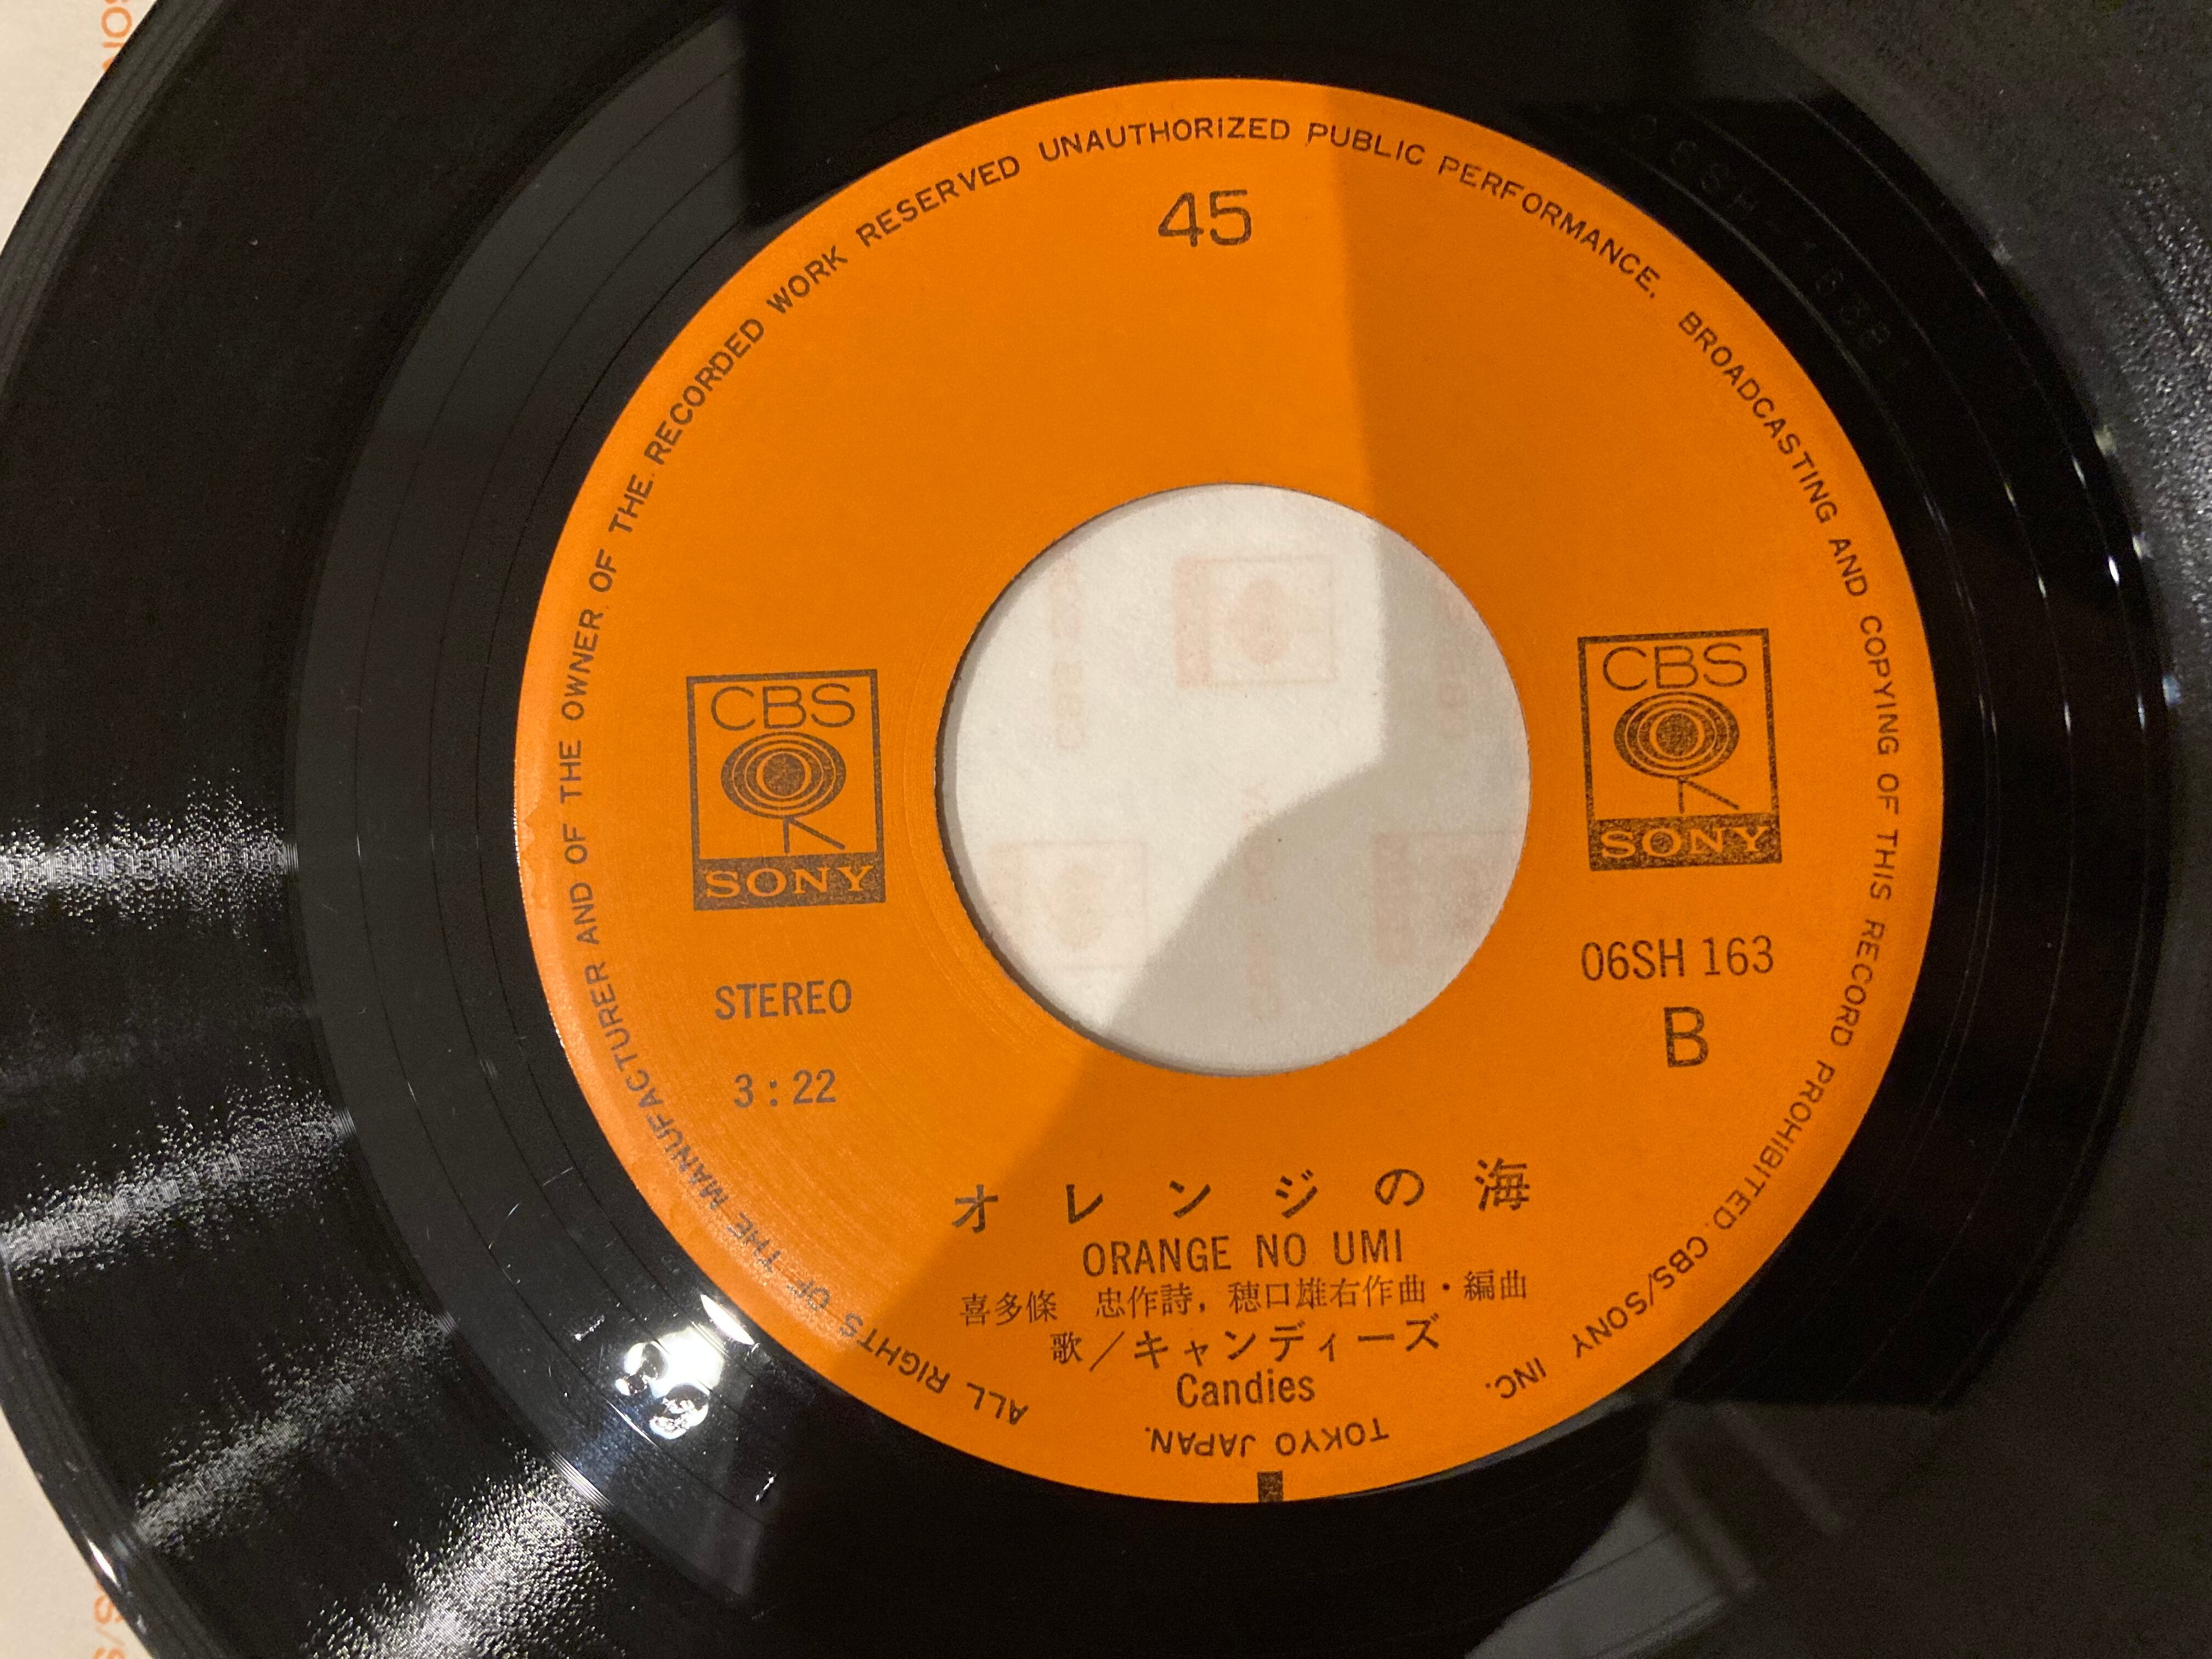 45
ALL RIGHTS OF THE MANUFACTURER AND OF THE OWNER OF THE RECORDED WORK RESERVED UNAUTHORIZED PUBLIC PERFORMANCE, BROADCASTING AND COPYING OF THIS RECORD PROHIBITED. CBS/SONY INC. TOKYO JAPAN.
CBS
SONY
CBS
SONY
STEREO
3:22
06SH 163
B
オレンジの海
ORANGE NO UMI
喜多條 忠作詩，穂口雄右作曲・編曲
歌／キャンディーズ
Candies